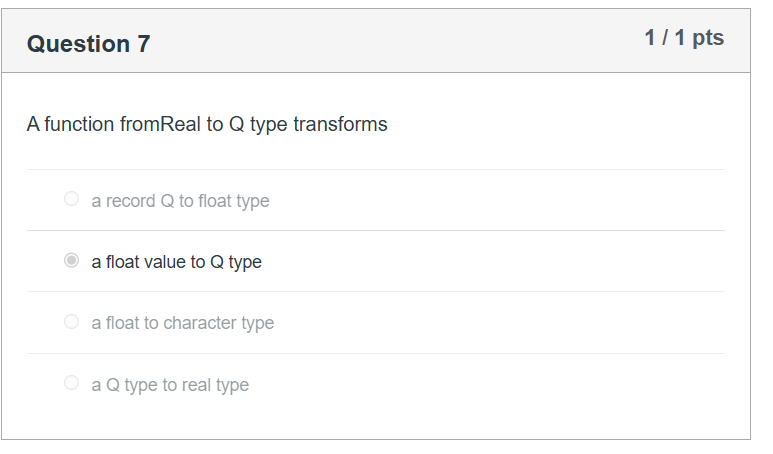 Question 7
1 / 1 pts
A function fromReal to Q type transforms
a record Q to float type
a float value to Q type
a float to character type
a Q type to real type